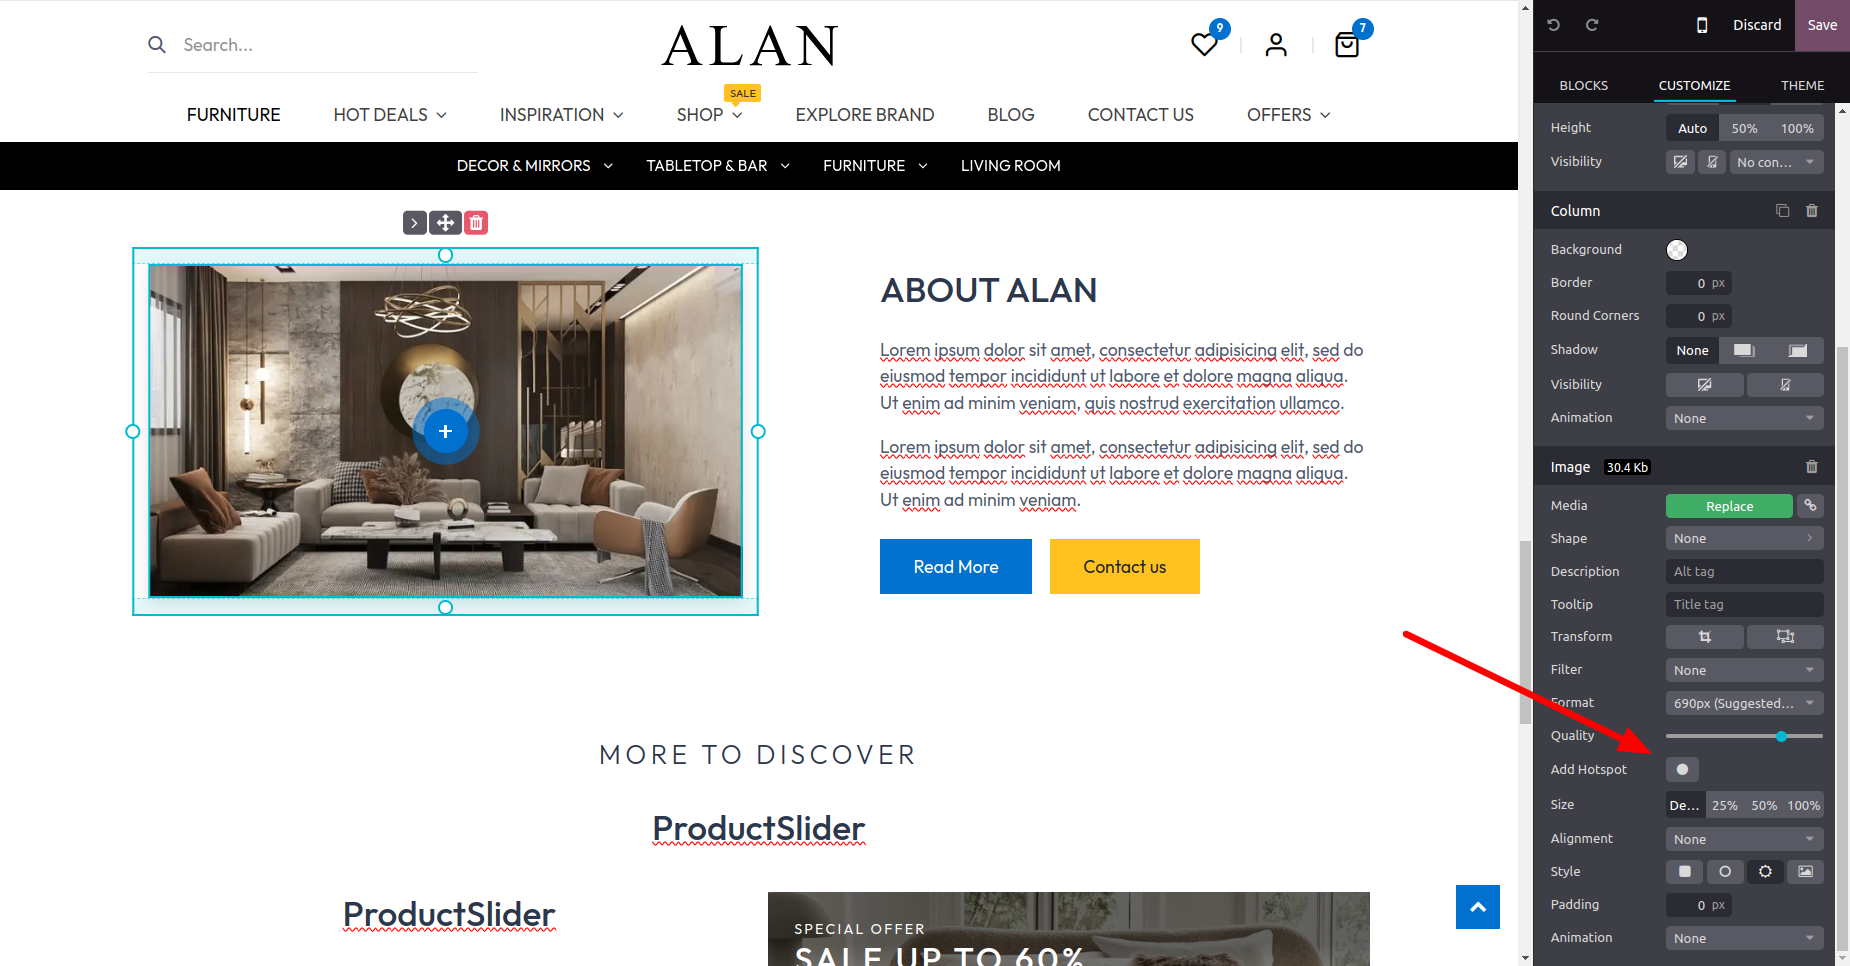 Search...
ALAN
9
7
SALE
FURNITURE HOT DEALS INSPIRATION SHOP EXPLORE BRAND BLOG CONTACT US OFFERS
DECOR & MIRRORS TABLETOP & BAR FURNITURE LIVING ROOM
ABOUT ALAN
Lorem ipsum dolor sit amet, consectetur adipisicing elit, sed do
eiusmod tempor incididunt ut labore et dolore magna aliqua.
Ut enim ad minim veniam, quis nostrud exercitation ullamco.
Lorem ipsum dolor sit amet, consectetur adipisicing elit, sed do
eiusmod tempor incididunt ut labore et dolore magna aliqua.
Ut enim ad minim veniam.
Read More Contact us
MORE TO DISCOVER
ProductSlider
ProductSlider
SPECIAL OFFER
SALE UP TO 60%
Discard Save
BLOCKS CUSTOMIZE THEME
Height Auto 50% 100%
Visibility No con...
Column
Background
Border 0 px
Round Corners 0 px
Shadow None
Visibility
Animation None
Image 30.4 Kb
Media Replace
Shape None
Description Alt tag
Tooltip Title tag
Transform
Filter None
Format 690px (Suggested...
Quality
Add Hotspot
Size De... 25% 50% 100%
Alignment None
Style
Padding 0 px
Animation None